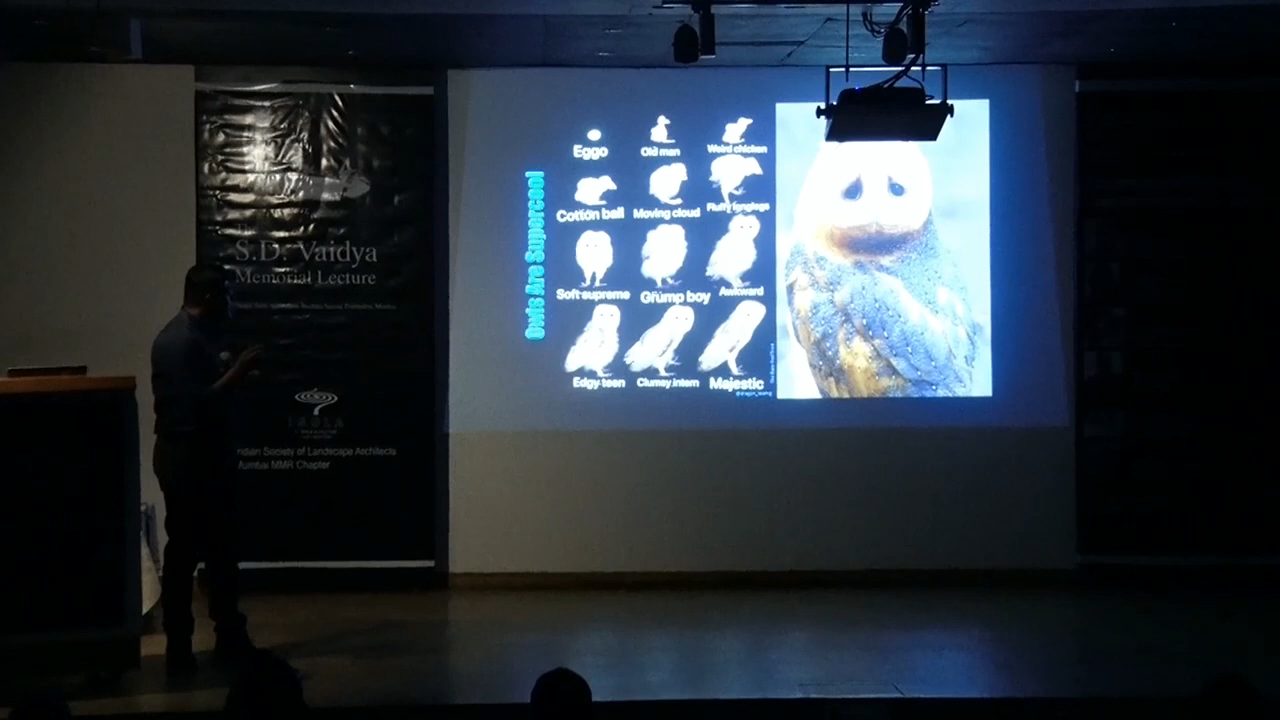 S.D. Vaidya
Memorial Lecture
Indian Society of Landscape Architects
Mumbai MMR Chapter
Owls Are Supercool
Eggo
Old man
Weird chicken
Cotton ball
Moving cloud
Fluffy longlegs
Soft supreme
Grump boy
Awkward
Edgy teen
Clumsy intern
Majestic